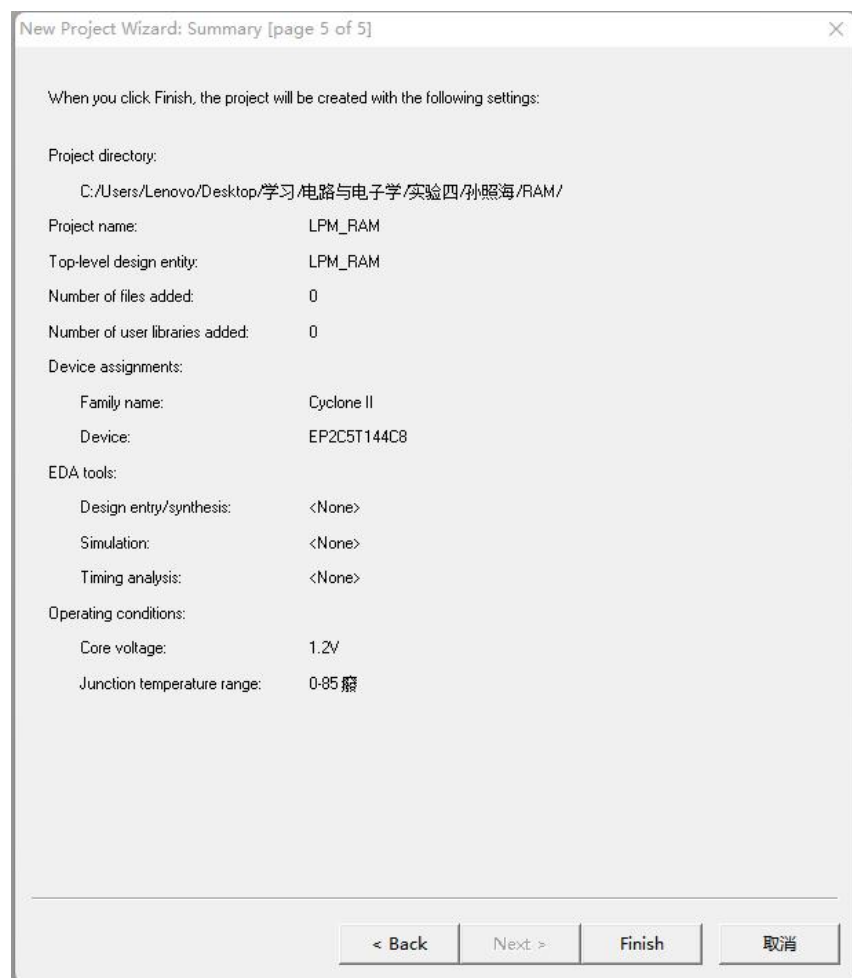 New Project Wizard: Summary [page 5 of 5]
When you click Finish, the project will be created with the following settings:
Project directory:
C:/Users/Lenovo/Desktop/学习/电路与电子学/实验四/孙照海/RAM/
Project name: LPM_RAM
Top-level design entity: LPM_RAM
Number of files added: 0
Number of user libraries added: 0
Device assignments:
Family name: Cyclone II
Device: EP2C5T144C8
EDA tools:
Design entry/synthesis: <None>
Simulation: <None>
Timing analysis: <None>
Operating conditions:
Core voltage: 1.2V
Junction temperature range: 0-85 癈
< Back Next > Finish 取消